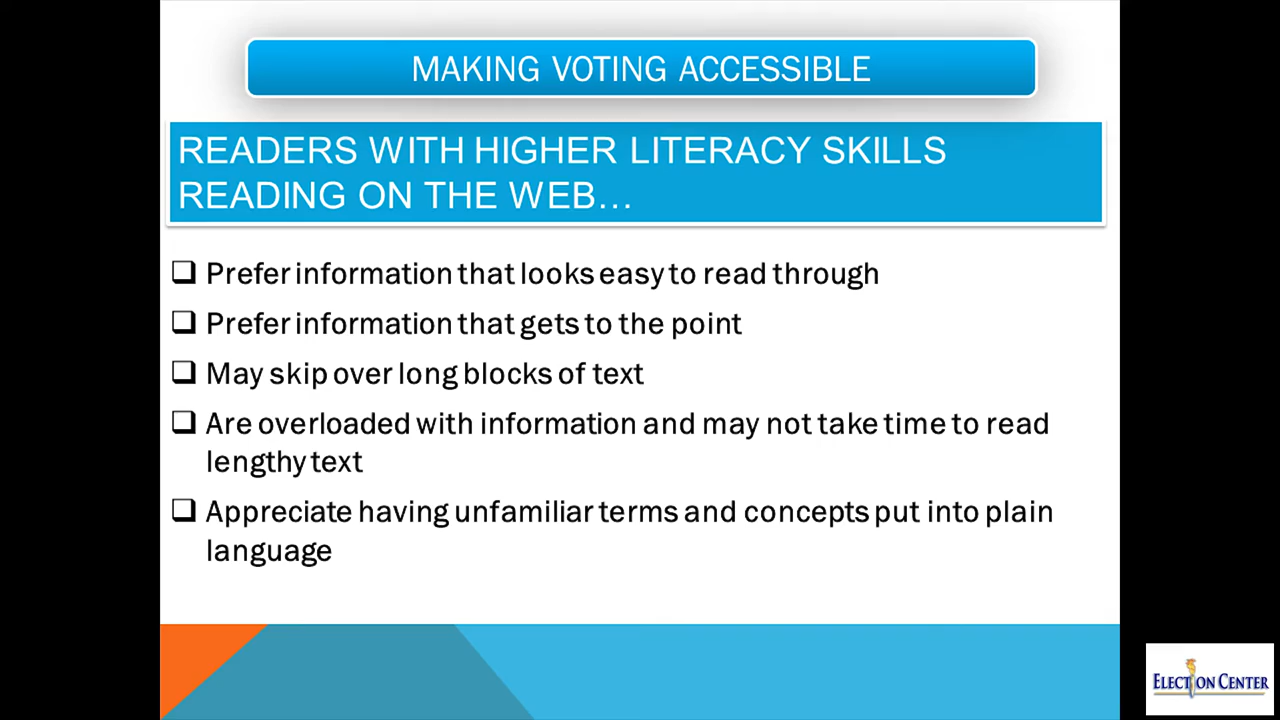 MAKING VOTING ACCESSIBLE
READERS WITH HIGHER LITERACY SKILLS
READING ON THE WEB…
Prefer information that looks easy to read through
Prefer information that gets to the point
May skip over long blocks of text
Are overloaded with information and may not take time to read
lengthy text
Appreciate having unfamiliar terms and concepts put into plain
language
ELECTION CENTER